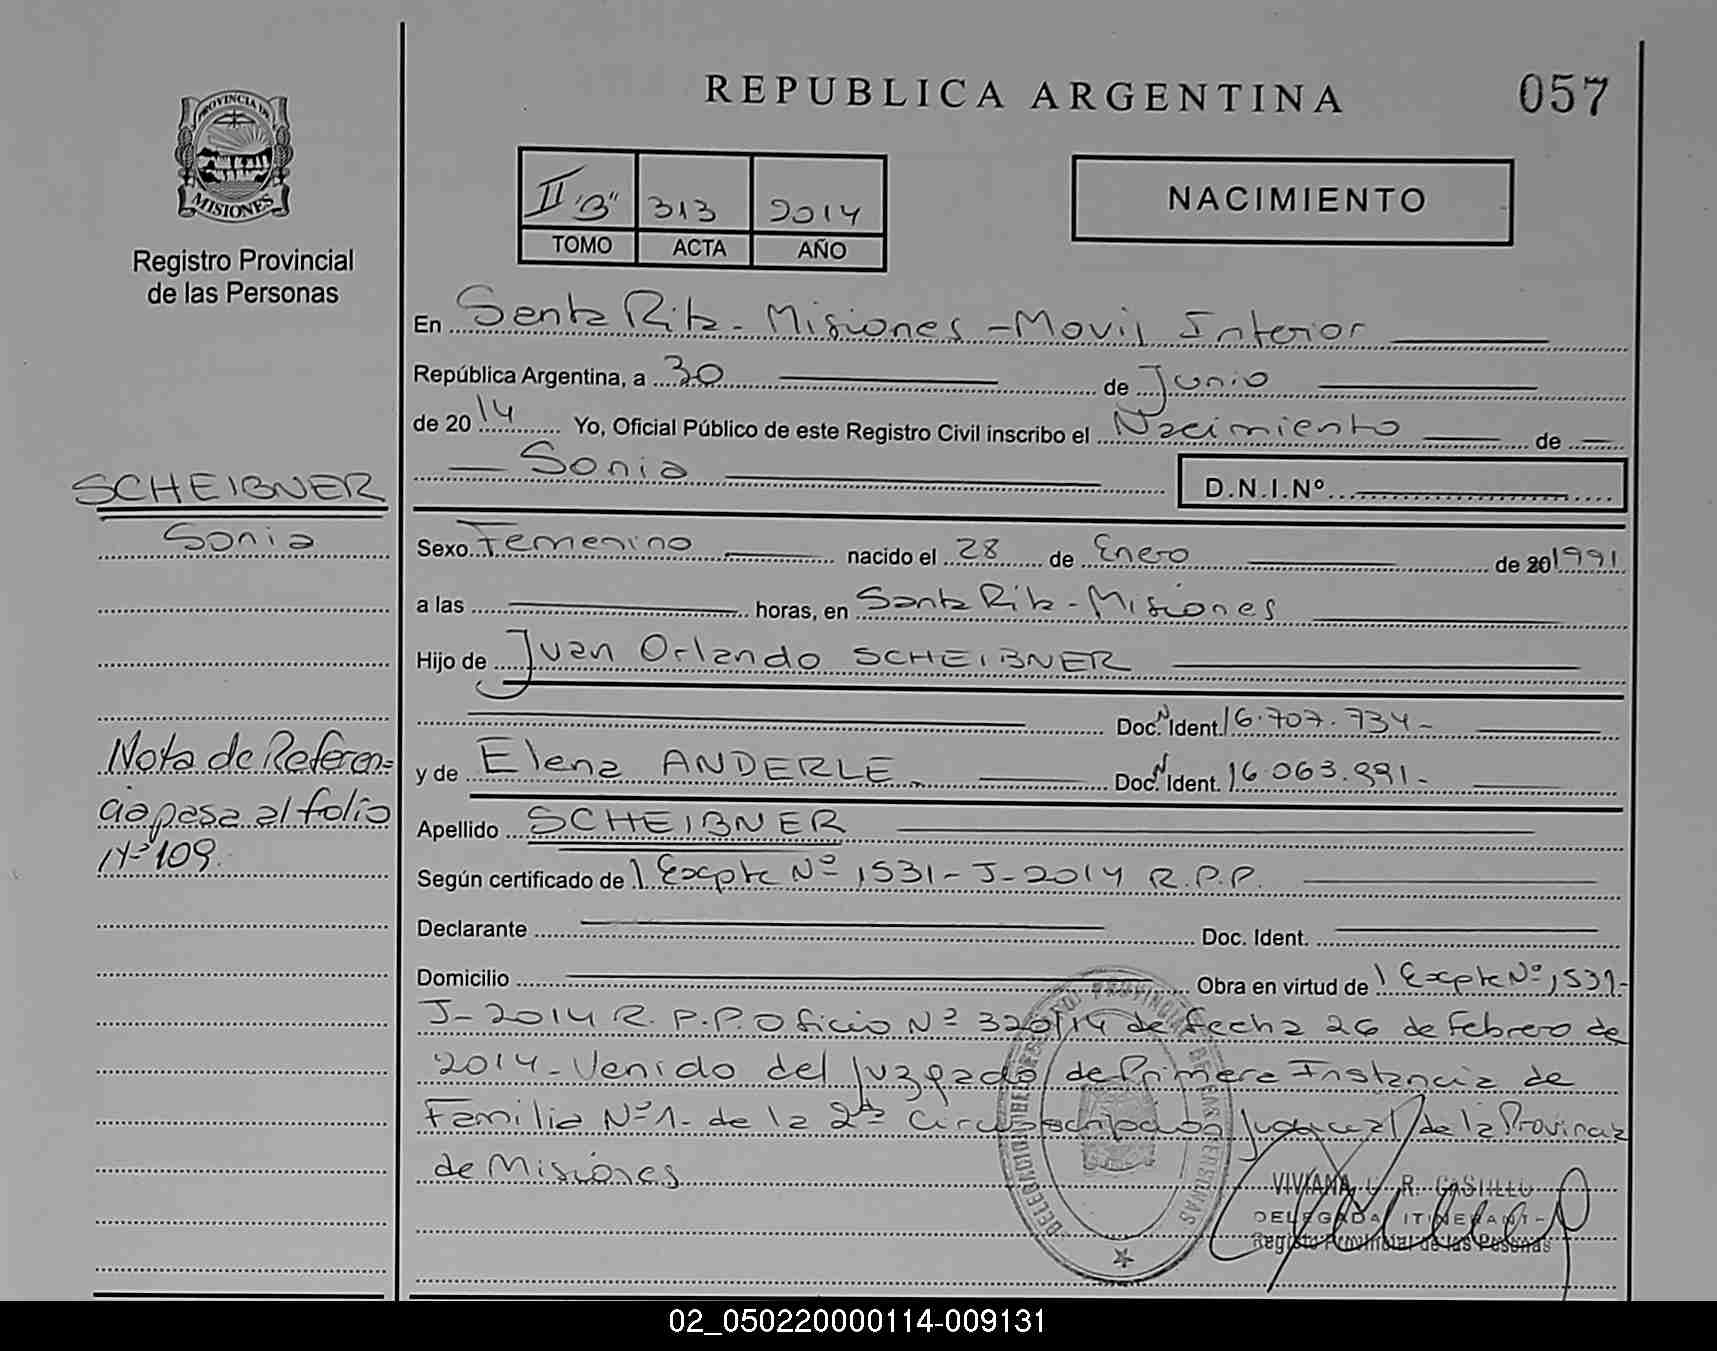 REPUBLICA ARGENTINA
057
PROVINCIA DE
MISIONES
Registro Provincial
de las Personas
II "B" 313 2014
TOMO ACTA AÑO
NACIMIENTO
En Santa Rita - Misiones - Movil Interior
República Argentina, a 30 de Junio
de 2014 Yo, Oficial Público de este Registro Civil inscribo el Nacimiento de
Sonia
D.N.I.Nº
SCHEIBNER
Sonia
Sexo Femenino nacido el 28 de Enero de 20 1991
a las horas, en Santa Rita - Misiones
Hijo de Juan Orlando SCHEIBNER
Doc. N Ident. 16.707.734-
y de Elena ANDERLE Doc. N Ident. 16.063.991-
Nota de Referen-
cia pasa al folio
Nº 109.
Apellido SCHEIBNER
Según certificado de 1 Expte Nº 1531-J-2014 R.P.P.
Declarante Doc. Ident.
Domicilio Obra en virtud de 1 Expte Nº 1531-
J-2014 R.P.P. Oficio Nº 320/14 de fecha 26 de Febrero de
2014- Venido del Juzgado de Primera Instancia de
Familia Nº 1- de la 2da Circunscripcion Judicial de la Provincia
de Misiones
VIVIANA L. R. CASTILLO
DELEGADA ITINERANT-
Registro Provincial de las Pesonas
02_050220000114-009131